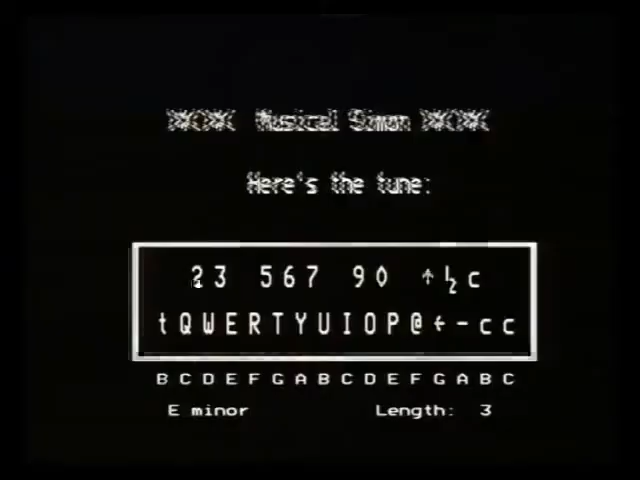 Musical Simon
Here's the tune:
23 567 90 ↑½c
tQWERTYUIOP@←-cc
B C D E F G A B C D E F G A B C
E minor Length: 3